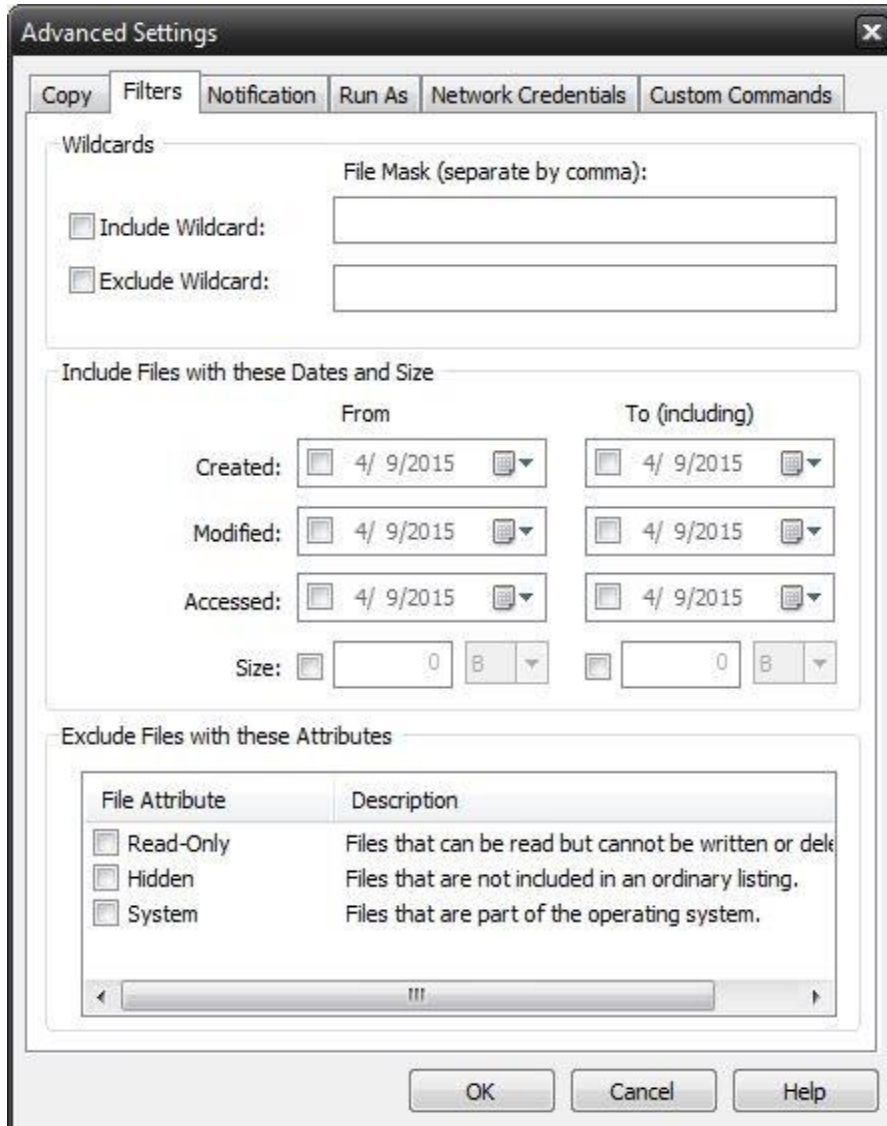 Advanced Settings
Copy Filters Notification Run As Network Credentials Custom Commands
Wildcards
File Mask (separate by comma):
Include Wildcard:
Exclude Wildcard:
Include Files with these Dates and Size
From To (including)
Created: 4/ 9/2015 4/ 9/2015
Modified: 4/ 9/2015 4/ 9/2015
Accessed: 4/ 9/2015 4/ 9/2015
Size: 0 B 0 B
Exclude Files with these Attributes
File Attribute Description
Read-Only Files that can be read but cannot be written or dele
Hidden Files that are not included in an ordinary listing.
System Files that are part of the operating system.
OK Cancel Help